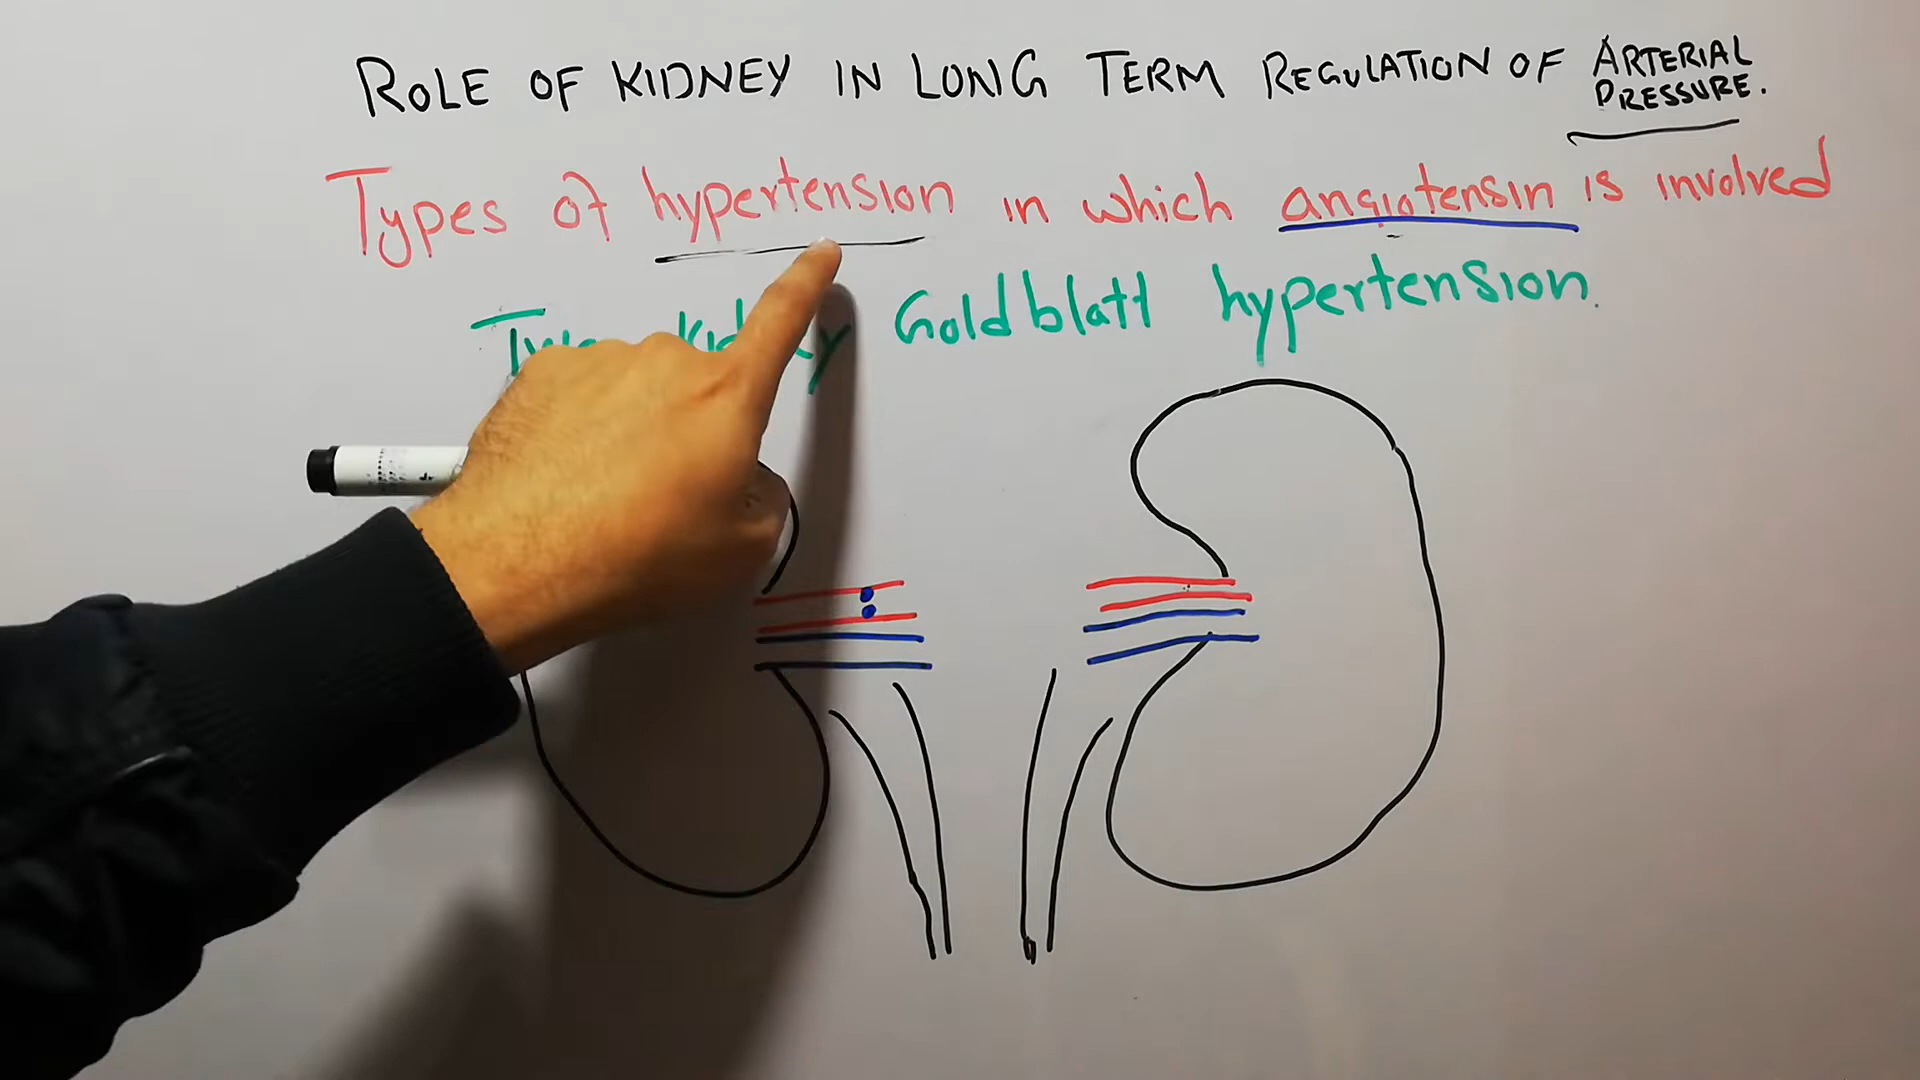 ROLE OF KIDNEY IN LONG TERM REGULATION OF ARTERIAL PRESSURE.
Types of hypertension in which angiotensin is involved
Goldblatt hypertension.